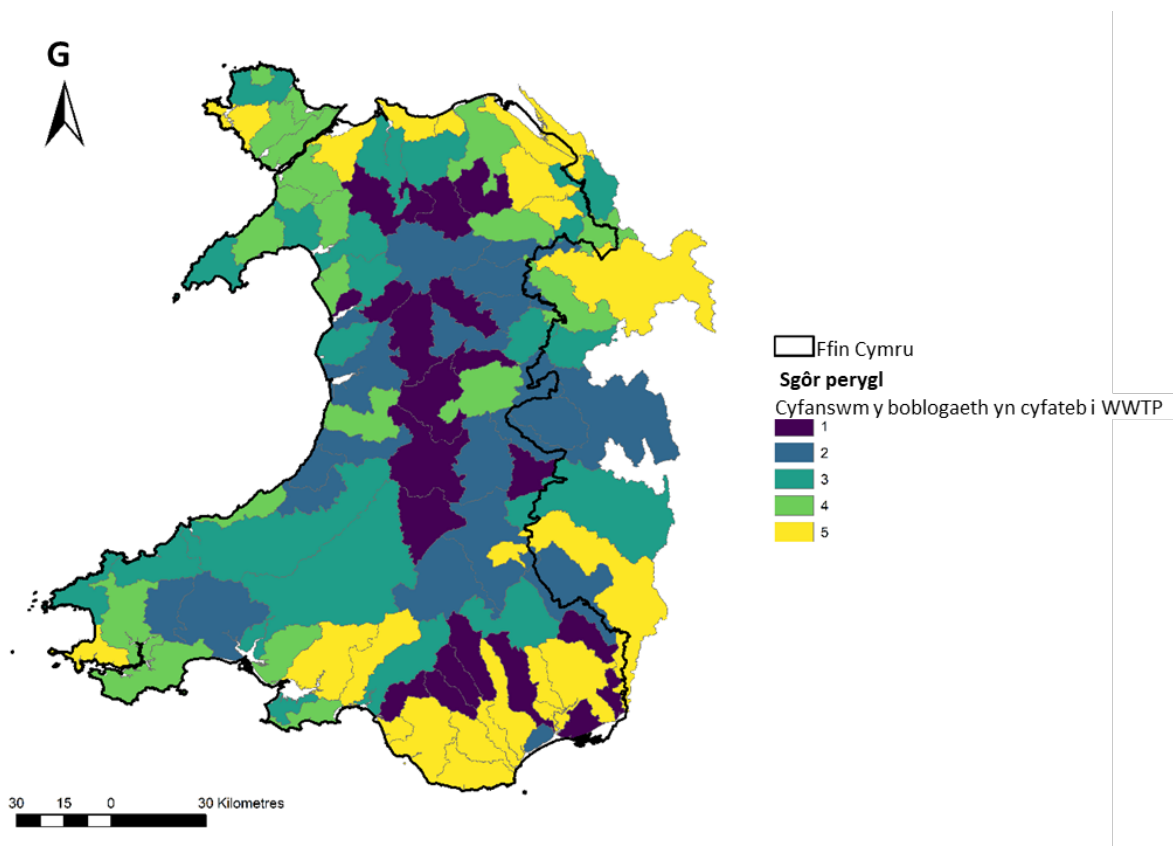 G
Ffin Cymru
Sgôr perygl
Cyfanswm y boblogaeth yn cyfateb i WWTP
1
2
3
4
5
30 15 0 30 Kilometres